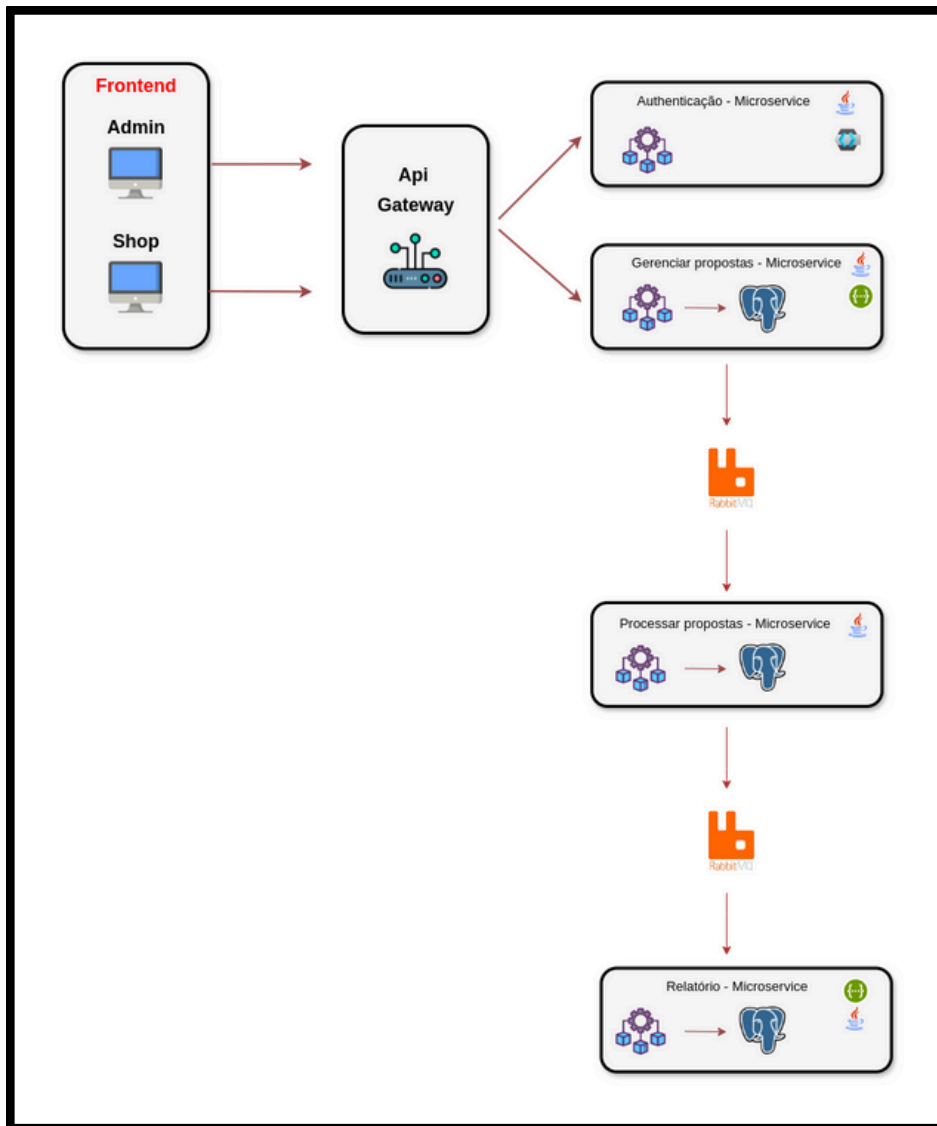 Frontend
Admin
Shop
Api
Gateway
Authenticação - Microservice
Gerenciar propostas - Microservice
RabbitMQ
Processar propostas - Microservice
RabbitMQ
Relatório - Microservice